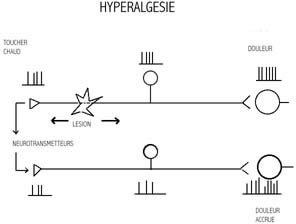 HYPERALGESIE
TOUCHER
CHAUD
DOULEUR
LESION
NEUROTRANSMETTEURS
DOULEUR
ACCRUE